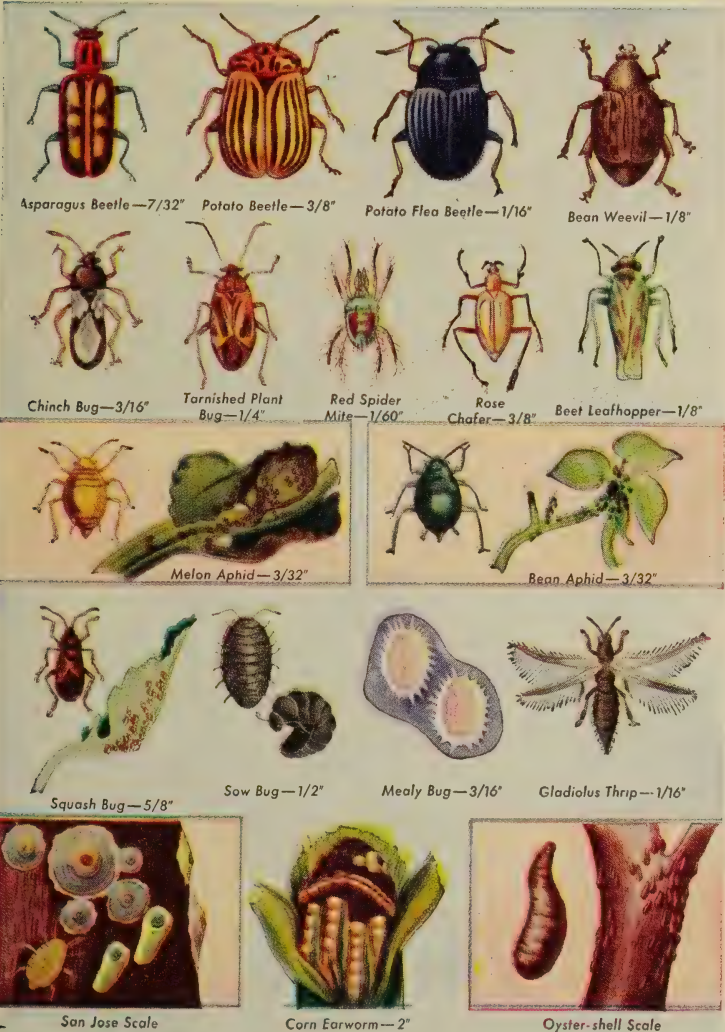 Asparagus Beetle—7/32"
Potato Beetle—3/8"
Potato Flea Beetle—1/16"
Bean Weevil—1/8"
Chinch Bug—3/16"
Tarnished Plant
Bug—1/4"
Red Spider
Mite—1/60"
Rose
Chafer—3/8"
Beet Leafhopper—1/8"
Melon Aphid—3/32"
Bean Aphid—3/32"
Squash Bug—5/8"
Sow Bug—1/2"
Mealy Bug—3/16"
Gladiolus Thrip—1/16"
San Jose Scale
Corn Earworm—2"
Oyster-shell Scale